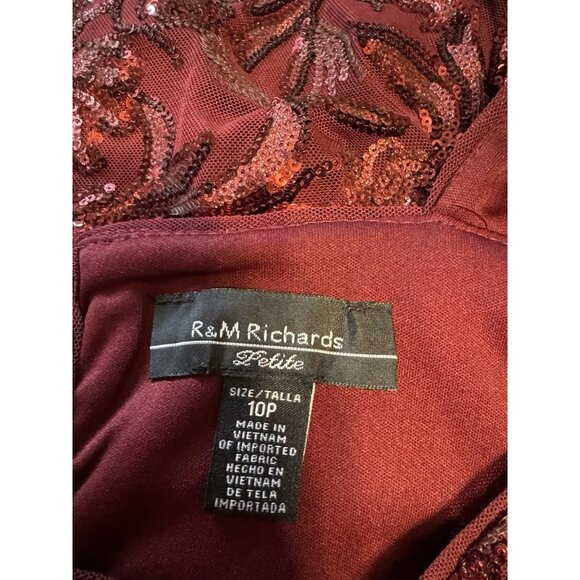 R&M Richards
Petite
SIZE/TALLA
10P
MADE IN
VIETNAM
OF IMPORTED
FABRIC
HECHO EN
VIETNAM
DE TELA
IMPORTADA